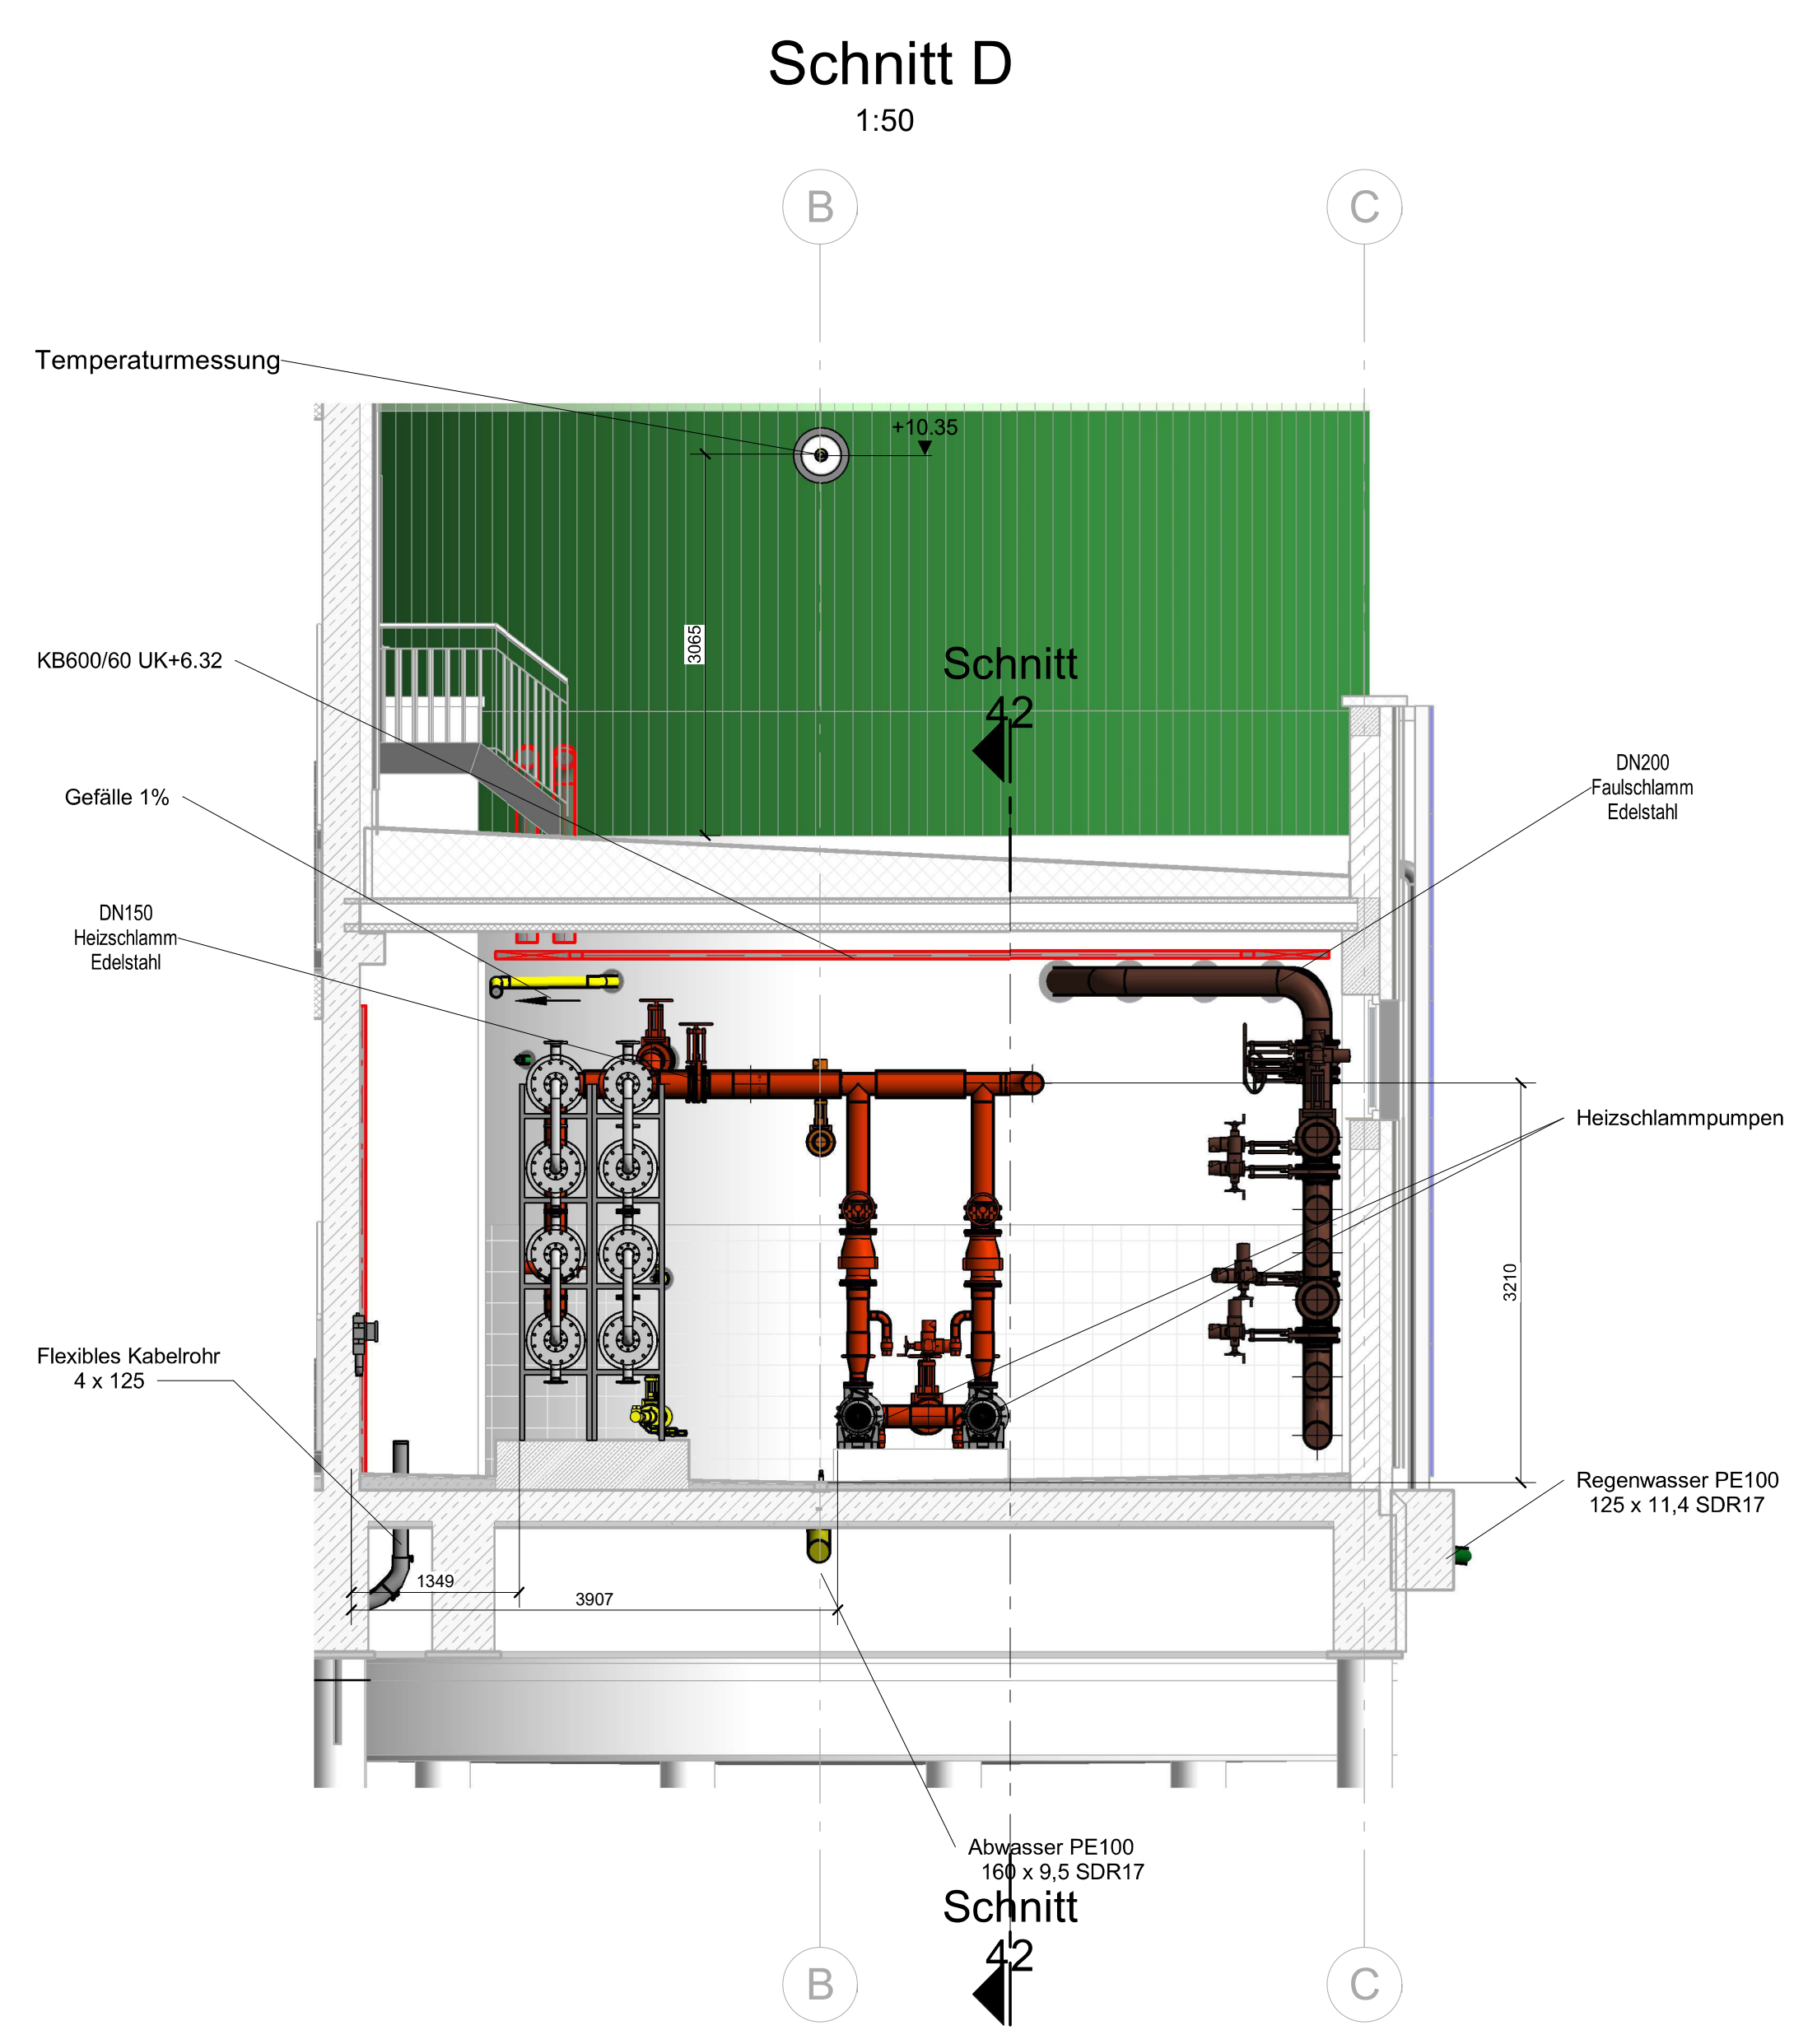 Schnitt D
1:50
B
C
Temperaturmessung
+10.35
3065
KB600/60 UK+6.32
Schnitt
42
DN200
Faulschlamm
Edelstahl
Gefälle 1%
DN150
Heizschlamm
Edelstahl
Heizschlammpumpen
3210
Flexibles Kabelrohr
4 x 125
Regenwasser PE100
125 x 11,4 SDR17
1349
3907
Abwasser PE100
160 x 9,5 SDR17
Schnitt
42
B
C